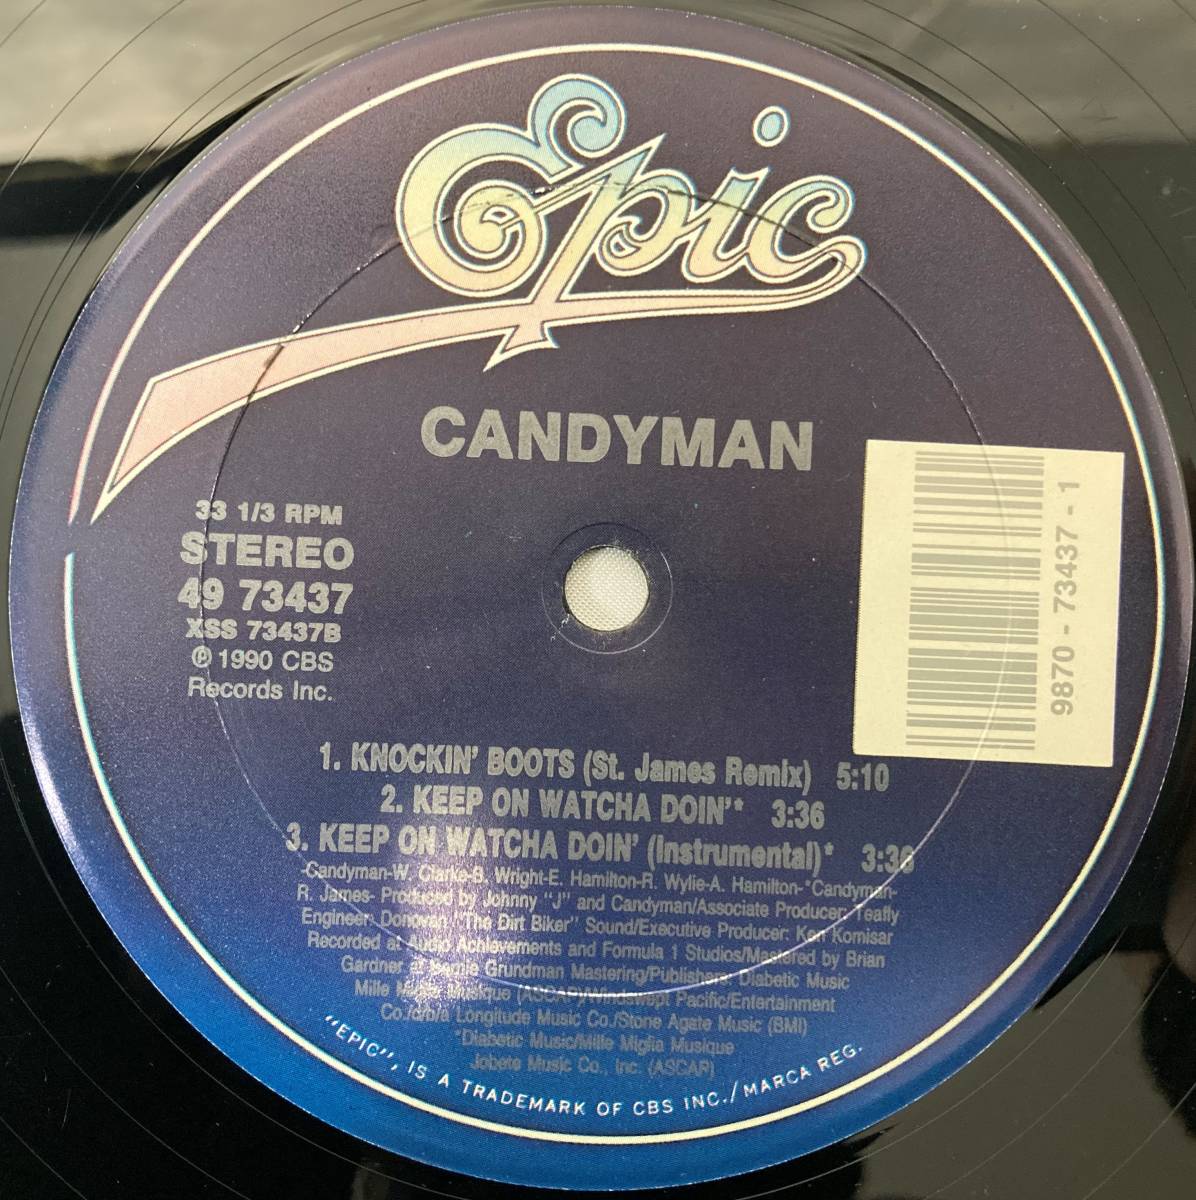 Epic
CANDYMAN
33 1/3 RPM
STEREO
49 73437
XSS 73437B
℗ 1990 CBS
Records Inc.
9870 - 73437 - 1
1. KNOCKIN' BOOTS (St. James Remix) 5:10
2. KEEP ON WATCHA DOIN'* 3:36
3. KEEP ON WATCHA DOIN' (Instrumental)* 3:36
-Candyman-W. Clarke-B. Wright-E. Hamilton-R. Wylie-A. Hamilton-*Candyman-
R. James- Produced by Johnny "J" and Candyman/Associate Producer: Teafly
Engineer: Donovan "The Dirt Biker" Sound/Executive Producer: Ken Komisar
Recorded at Audio Achievements and Formula 1 Studios/Mastered by Brian
Gardner at Bernie Grundman Mastering/Publishers: Diabetic Music
Mille Musique (ASCAP)/Windswept Pacific/Entertainment
Co./d/b/a Longitude Music Co./Stone Agate Music (BMI)
*Diabetic Music/Mille Miglia Musique
Jobete Music Co., Inc. (ASCAP)
"EPIC", IS A TRADEMARK OF CBS INC./MARCA REG.